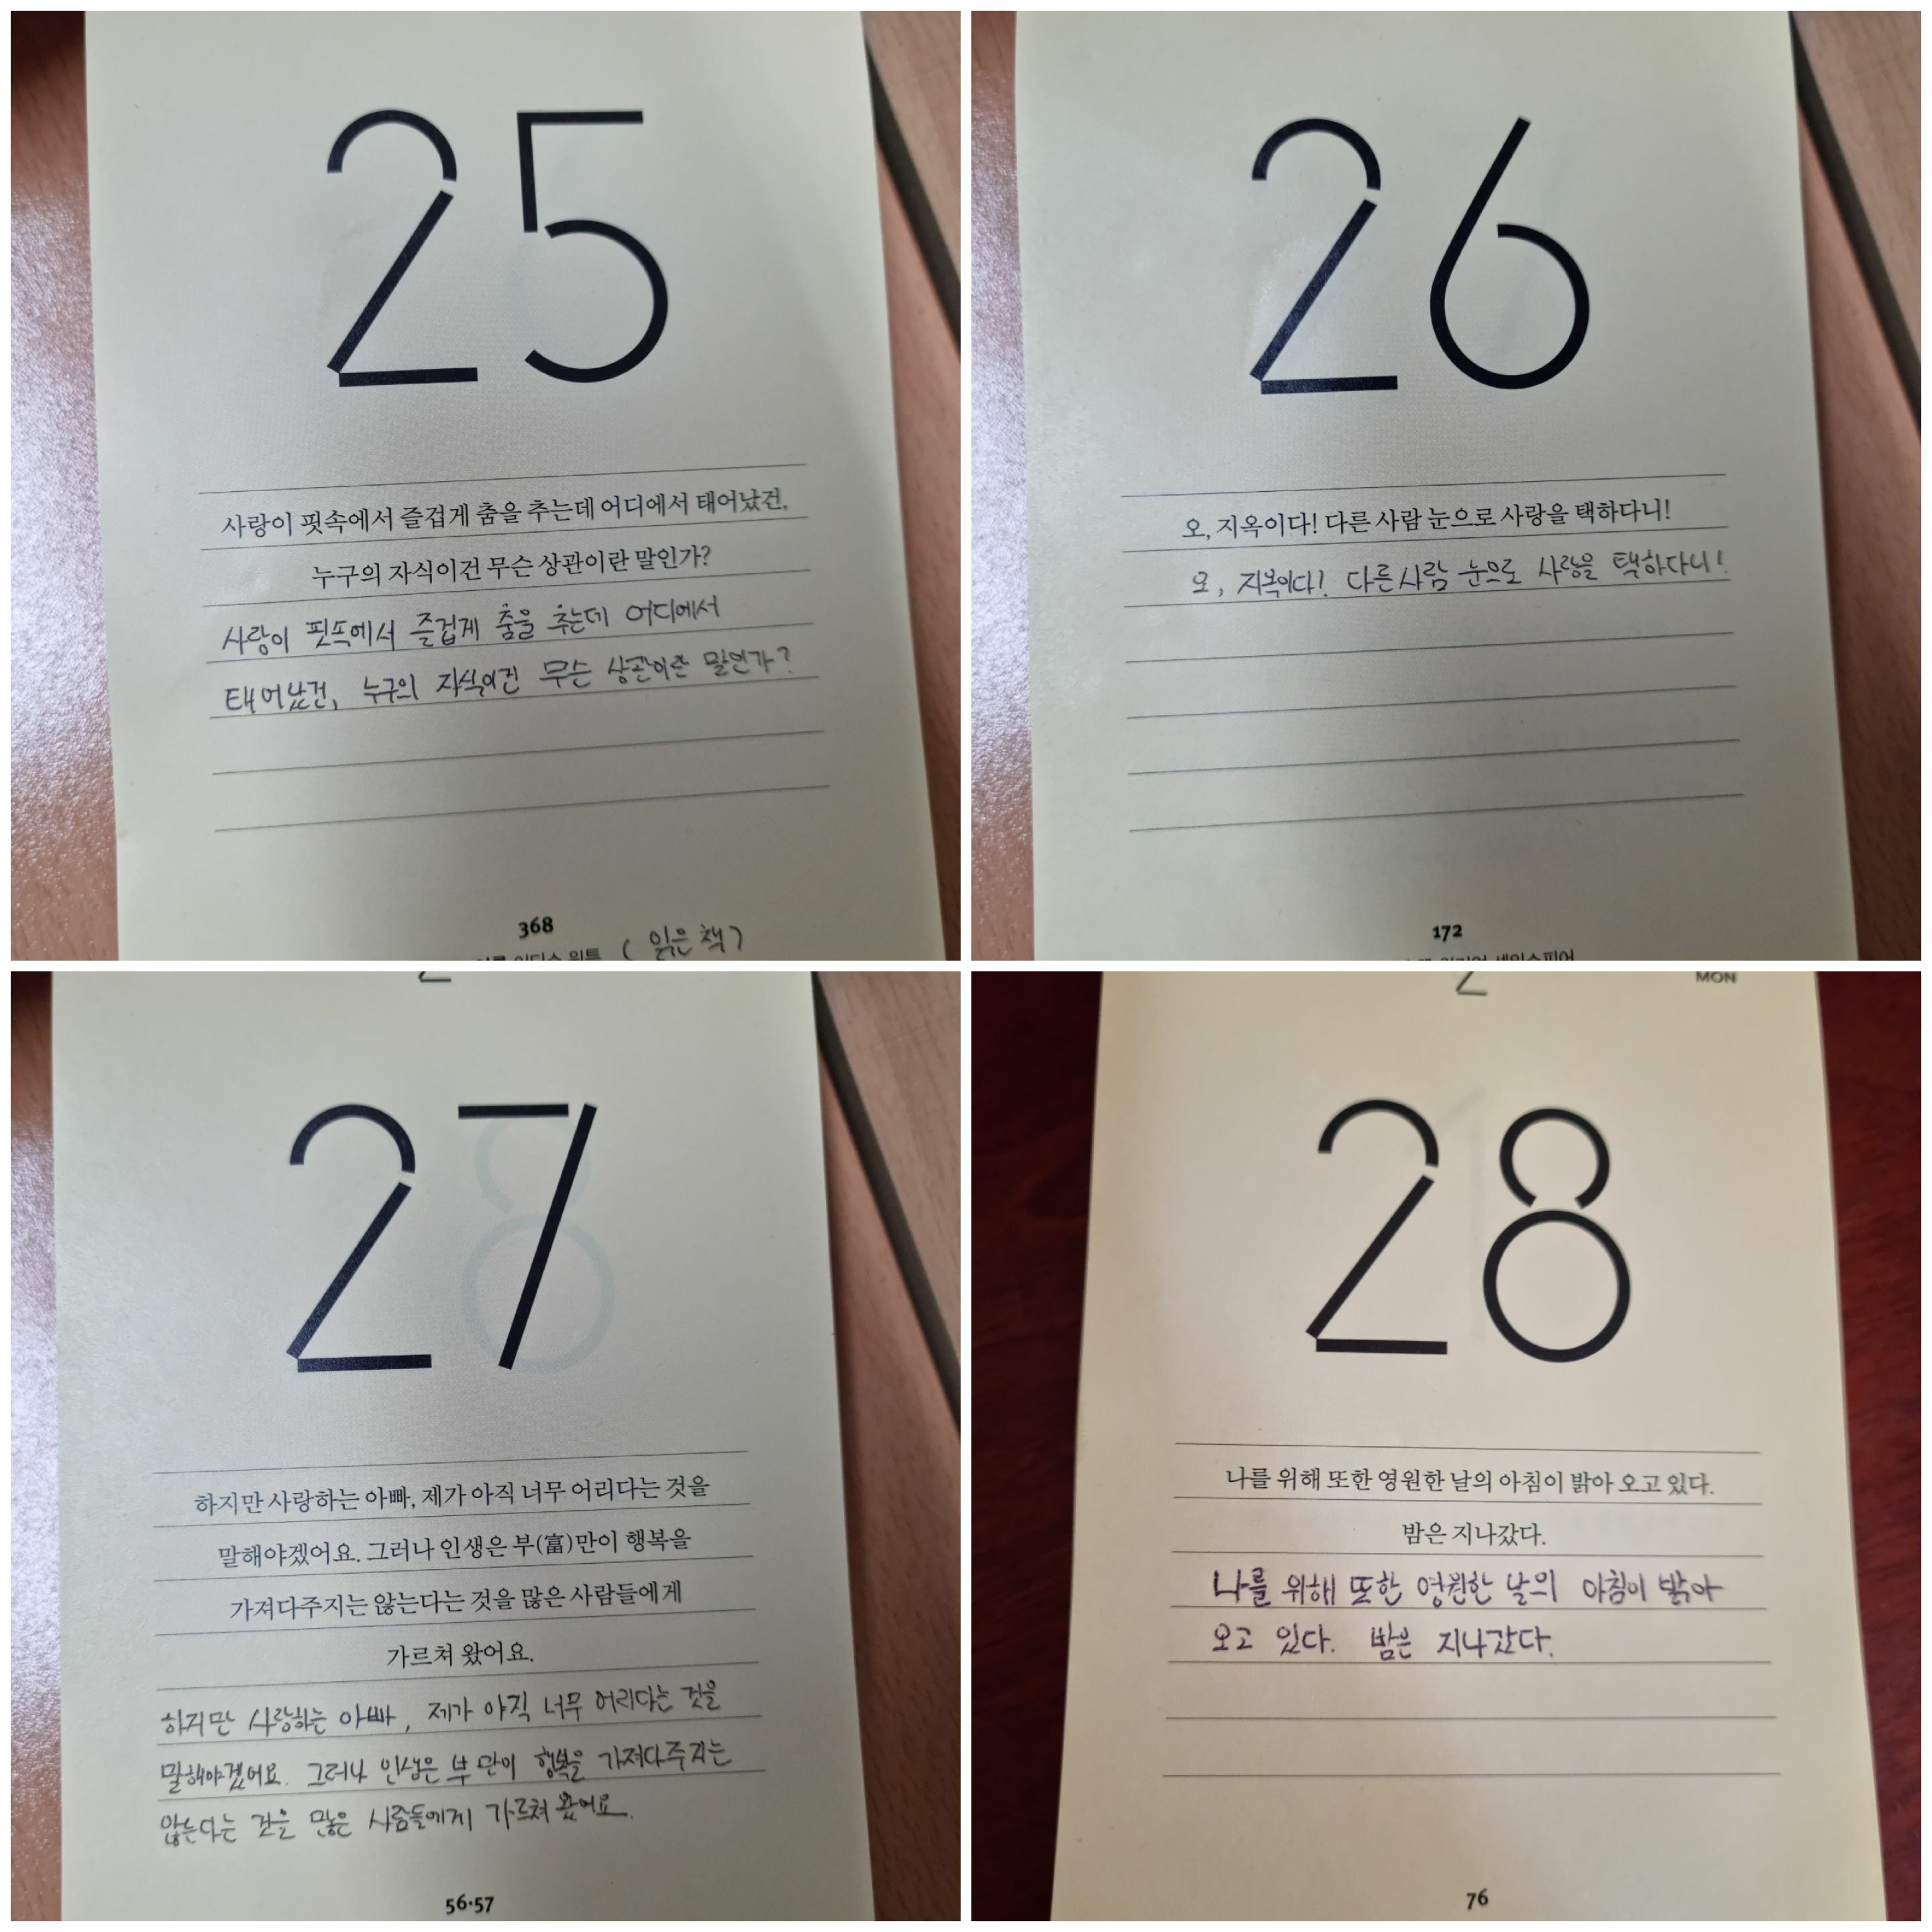 25
사랑이 핏속에서 즐겁게 춤을 추는데 어디에서 태어났건,
누구의 자식이건 무슨 상관이란 말인가?
사랑이 핏속에서 즐겁게 춤을 추는데 어디에서
태어났건, 누구의 자식이건 무슨 상관이란 말인가?
368
(읽은 책)
26
오, 지옥이다! 다른 사람 눈으로 사랑을 택하다니!
오, 지옥이다! 다른 사람 눈으로 사랑을 택하다니!
172
2
27
하지만 사랑하는 아빠, 제가 아직 너무 어리다는 것을
말해야겠어요. 그러나 인생은 부(富)만이 행복을
가져다주지는 않는다는 것을 많은 사람들에게
가르쳐 왔어요.
하지만 사랑하는 아빠, 제가 아직 너무 어리다는 것을
말해야겠어요. 그러나 인생은 부 만이 행복을 가져다주지는
않는다는 것을 많은 사람들에게 가르쳐 왔어요.
56·57
2 MON
28
나를 위해 또한 영원한 날의 아침이 밝아 오고 있다.
밤은 지나갔다.
나를 위해 또한 영원한 날의 아침이 밝아
오고 있다. 밤은 지나갔다.
76